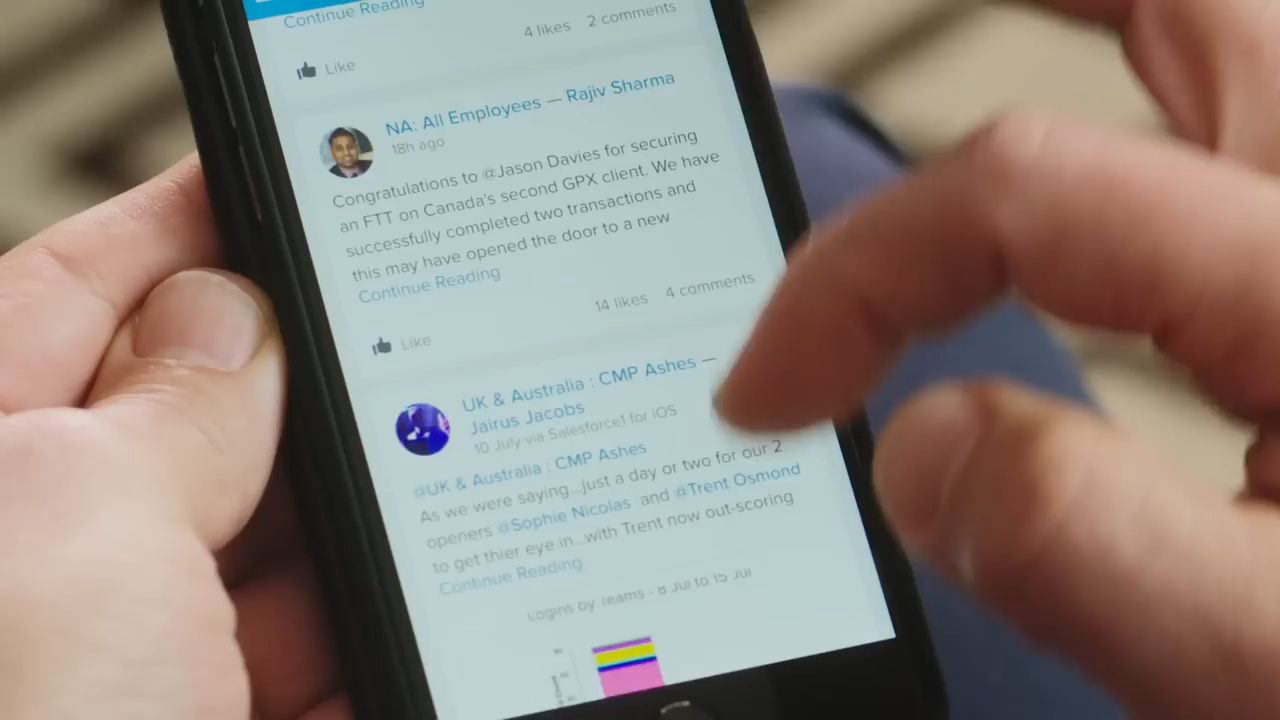 Continue Reading
4 likes 2 comments
Like
NA: All Employees — Rajiv Sharma
18h ago
Congratulations to @Jason Davies for securing
an FTT on Canada's second GPX client. We have
successfully completed two transactions and
this may have opened the door to a new
Continue Reading
14 likes 4 comments
Like
UK & Australia : CMP Ashes —
Jairus Jacobs
10 July via Salesforce1 for iOS
@UK & Australia : CMP Ashes
As we were saying...just a day or two for our 2
openers @Sophie Nicolas and @Trent Osmond
to get thier eye in...with Trent now out-scoring
Continue Reading
Logins by Teams - 8 Jul to 15 Jul